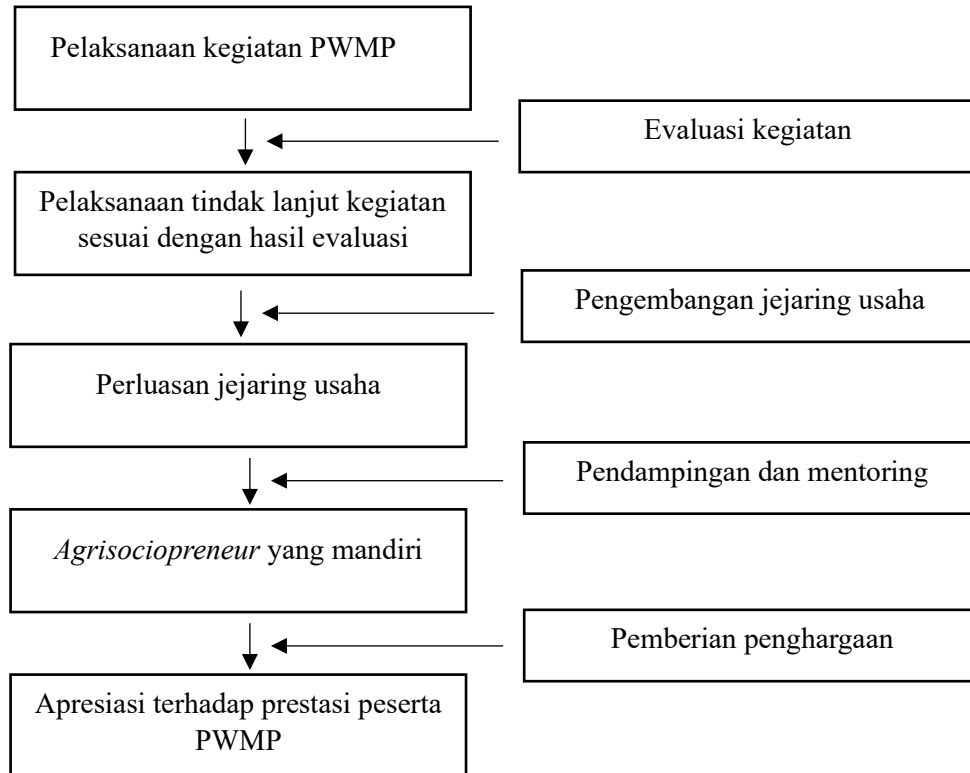 Pelaksanaan kegiatan PWMP
Evaluasi kegiatan
Pelaksanaan tindak lanjut kegiatan
sesuai dengan hasil evaluasi
Pengembangan jejaring usaha
Perluasan jejaring usaha
Pendampingan dan mentoring
Agrisociopreneur yang mandiri
Pemberian penghargaan
Apresiasi terhadap prestasi peserta
PWMP